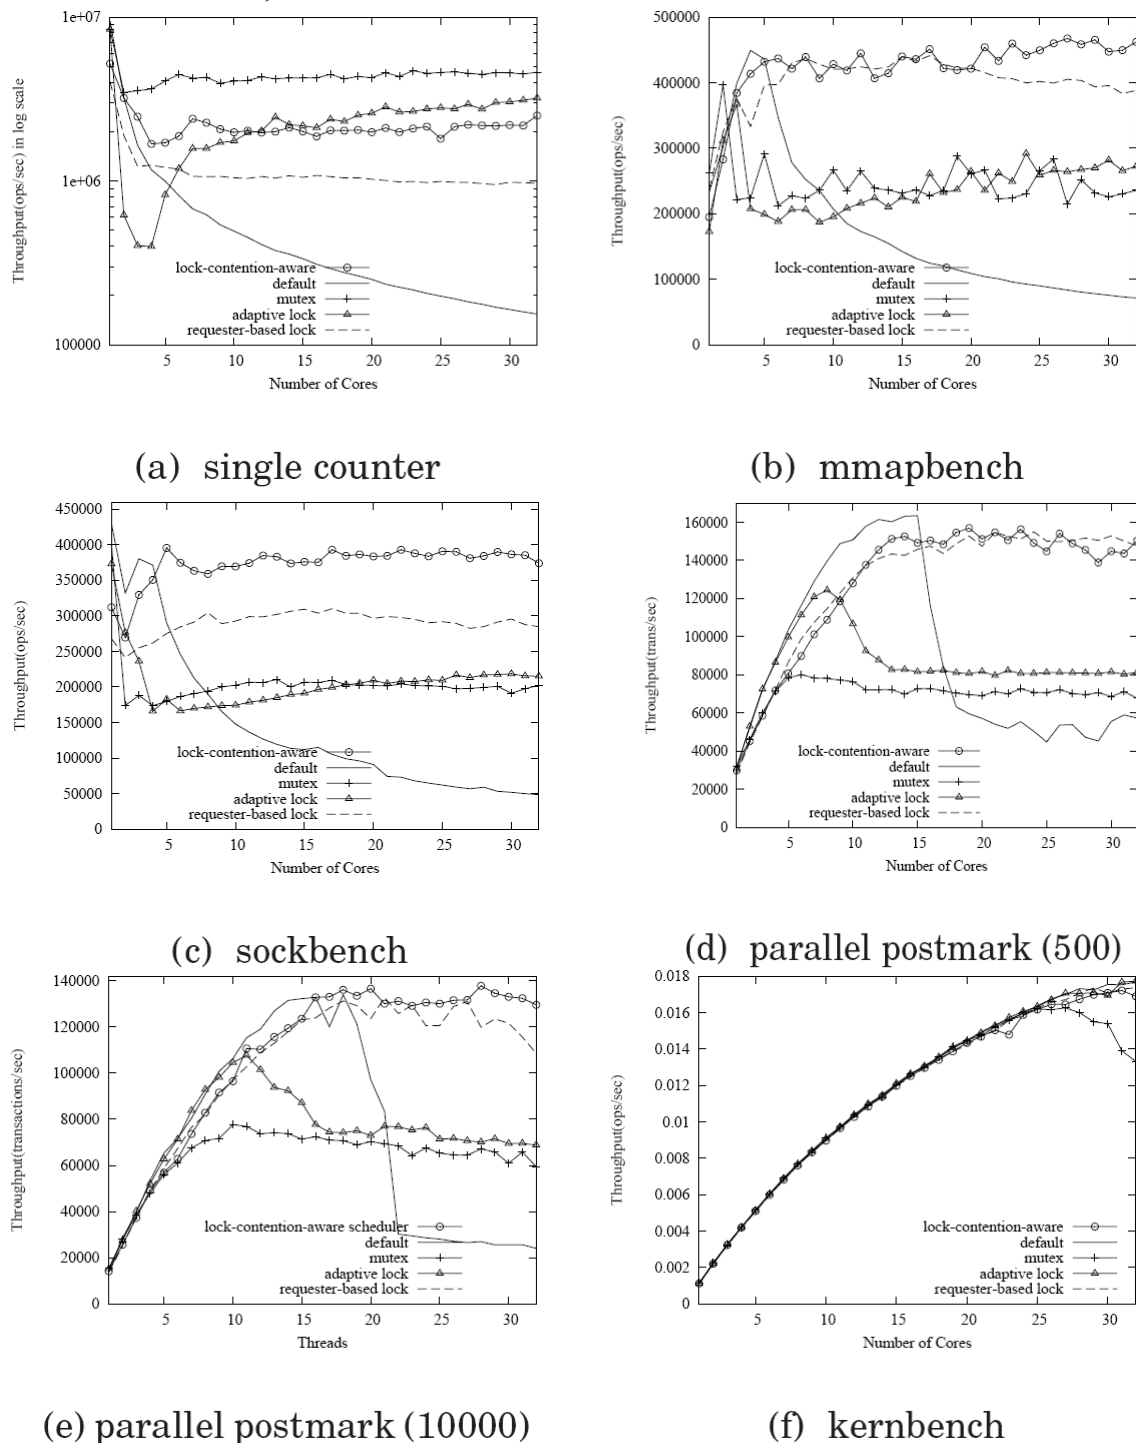 1e+07
1e+06
100000
Throughput(ops/sec) in log scale
lock-contention-aware
default
mutex
adaptive lock
requester-based lock
5 10 15 20 25 30
Number of Cores
(a) single counter
500000
400000
300000
200000
100000
0
Throughput(ops/sec)
lock-contention-aware
default
mutex
adaptive lock
requester-based lock
5 10 15 20 25 30
Number of Cores
(b) mmapbench
450000
400000
350000
300000
250000
200000
150000
100000
50000
0
Throughput(ops/sec)
lock-contention-aware
default
mutex
adaptive lock
requester-based lock
5 10 15 20 25 30
Number of Cores
(c) sockbench
160000
140000
120000
100000
80000
60000
40000
20000
0
Throughput(trans/sec)
lock-contention-aware
default
mutex
adaptive lock
requester-based lock
5 10 15 20 25 30
Number of Cores
(d) parallel postmark (500)
140000
120000
100000
80000
60000
40000
20000
0
Throughput(transactions/sec)
lock-contention-aware scheduler
default
mutex
adaptive lock
requester-based lock
5 10 15 20 25 30
Threads
(e) parallel postmark (10000)
0.018
0.016
0.014
0.012
0.01
0.008
0.006
0.004
0.002
0
Throughput(ops/sec)
lock-contention-aware
default
mutex
adaptive lock
requester-based lock
5 10 15 20 25 30
Number of Cores
(f) kernbench